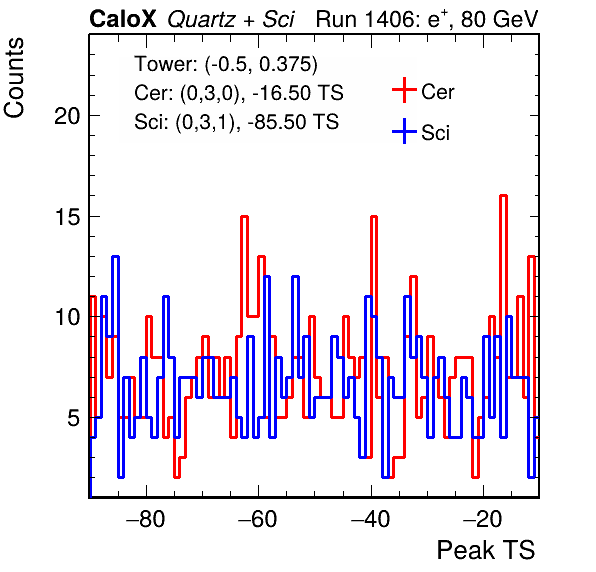 CaloX Quartz + Sci Run 1406: e+, 80 GeV
Counts
Tower: (-0.5, 0.375)
Cer: (0,3,0), -16.50 TS
Sci: (0,3,1), -85.50 TS
Cer
Sci
20
15
10
5
−80 −60 −40 −20
Peak TS